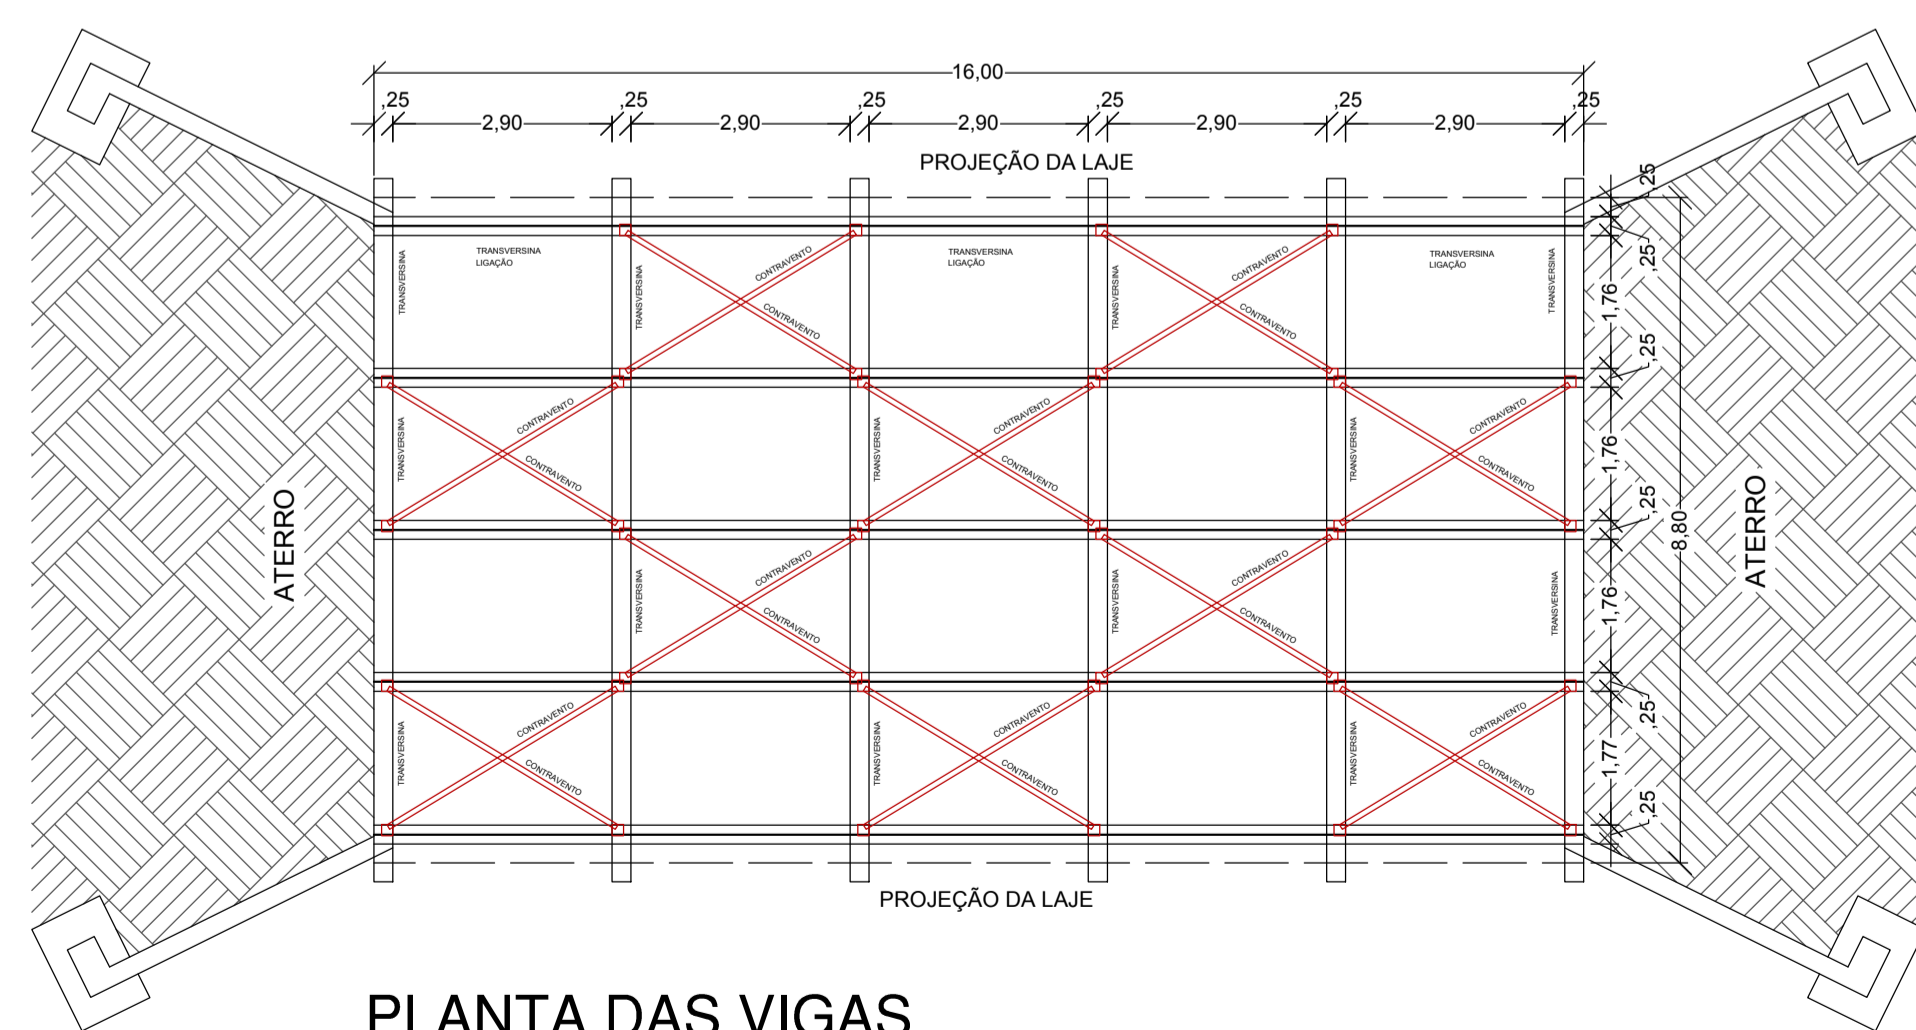 16,00
,25 ,25 ,25 ,25 ,25 ,25
2,90 2,90 2,90 2,90 2,90
PROJEÇÃO DA LAJE
,25
TRANSVERSINA
TRANSVERSINA
LIGAÇÃO
TRANSVERSINA
CONTRAVENTO
CONTRAVENTO
TRANSVERSINA
LIGAÇÃO
TRANSVERSINA
CONTRAVENTO
CONTRAVENTO
TRANSVERSINA
LIGAÇÃO
TRANSVERSINA
,25
1,76
,25
TRANSVERSINA
CONTRAVENTO
CONTRAVENTO
TRANSVERSINA
CONTRAVENTO
CONTRAVENTO
TRANSVERSINA
CONTRAVENTO
CONTRAVENTO
1,76
,25
8,80
ATERRO
ATERRO
TRANSVERSINA
CONTRAVENTO
CONTRAVENTO
TRANSVERSINA
CONTRAVENTO
CONTRAVENTO
TRANSVERSINA
1,76
,25
TRANSVERSINA
CONTRAVENTO
CONTRAVENTO
TRANSVERSINA
CONTRAVENTO
CONTRAVENTO
TRANSVERSINA
CONTRAVENTO
CONTRAVENTO
1,77
,25
PROJEÇÃO DA LAJE
PLANTA DAS VIGAS